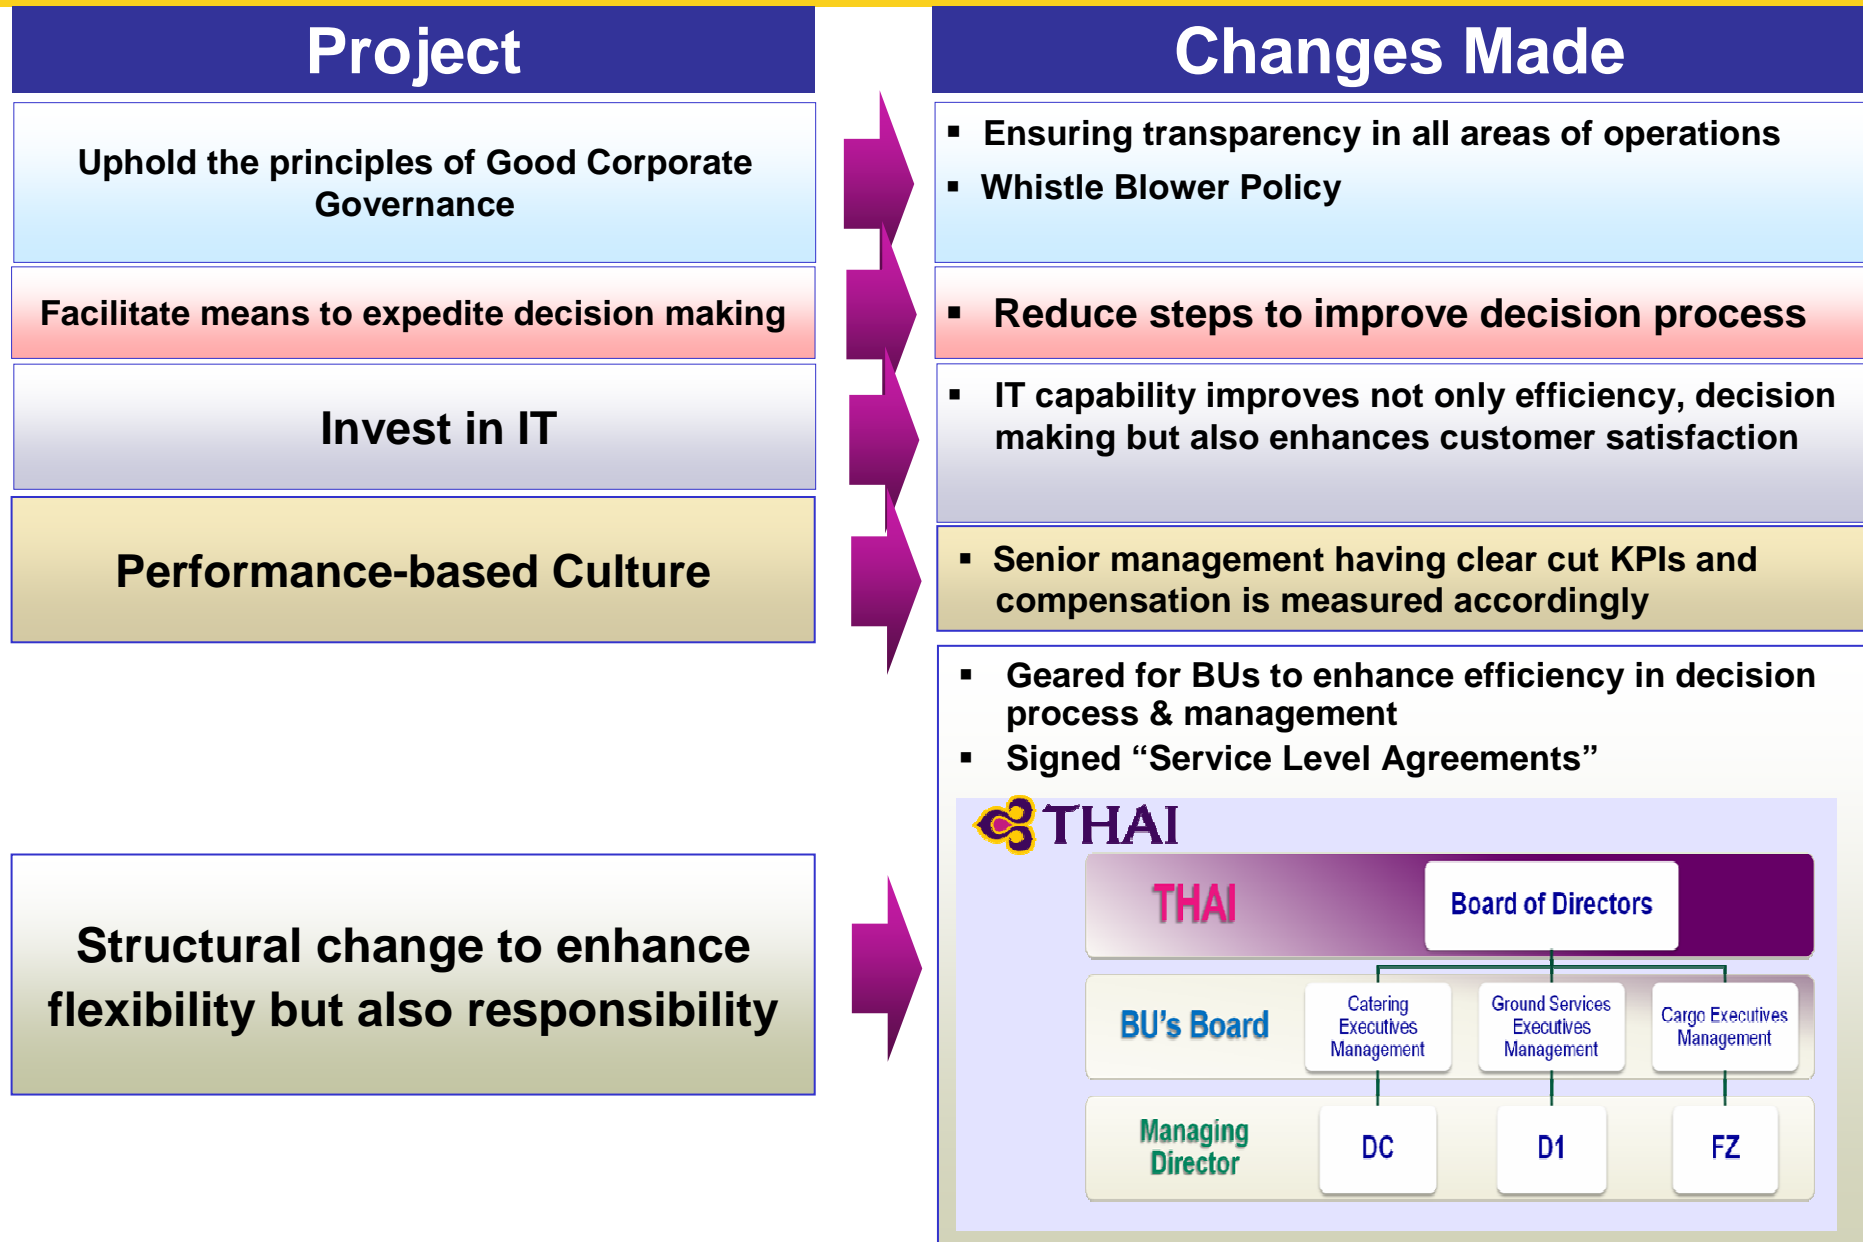 Project
Changes Made
Uphold the principles of Good Corporate
Governance
▪ Ensuring transparency in all areas of operations
▪ Whistle Blower Policy
Facilitate means to expedite decision making
▪ Reduce steps to improve decision process
Invest in IT
▪ IT capability improves not only efficiency, decision
making but also enhances customer satisfaction
Performance-based Culture
▪ Senior management having clear cut KPIs and
compensation is measured accordingly
Structural change to enhance
flexibility but also responsibility
▪ Geared for BUs to enhance efficiency in decision
process & management
▪ Signed “Service Level Agreements”
THAI
THAI
Board of Directors
BU's Board
Catering
Executives
Management
Ground Services
Executives
Management
Cargo Executives
Management
Managing
Director
DC
D1
FZ